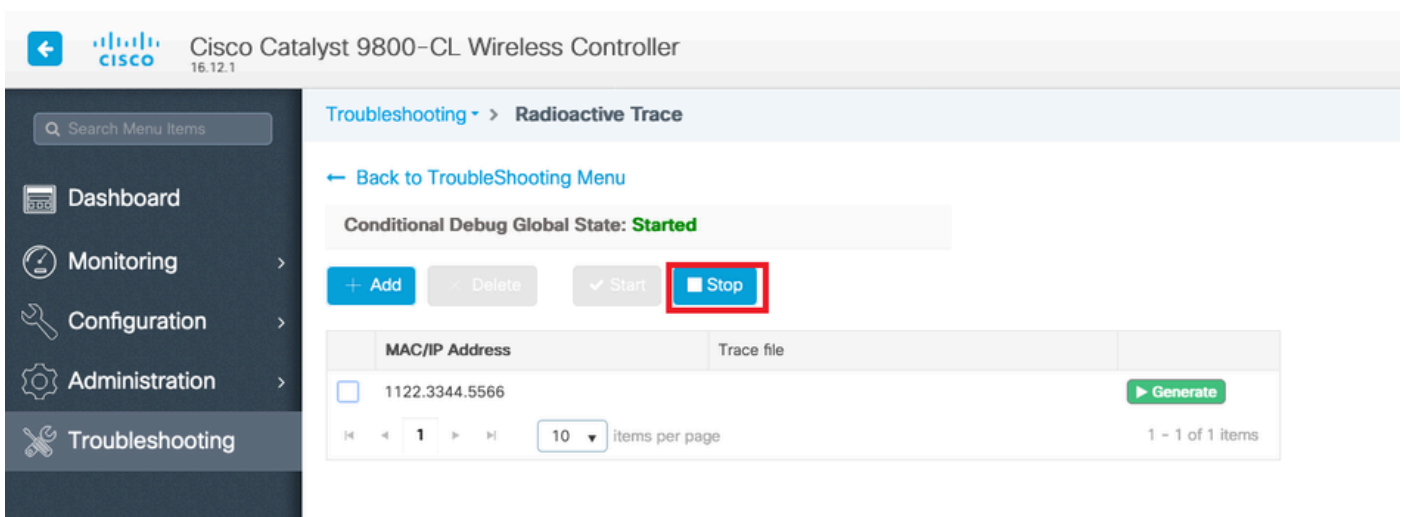 CISCO
Cisco Catalyst 9800-CL Wireless Controller
16.12.1
Search Menu Items
Dashboard
Monitoring
Configuration
Administration
Troubleshooting
Troubleshooting > Radioactive Trace
← Back to TroubleShooting Menu
Conditional Debug Global State: Started
+ Add × Delete ✔ Start Stop
MAC/IP Address Trace file
1122.3344.5566 Generate
1 10 items per page 1 - 1 of 1 items